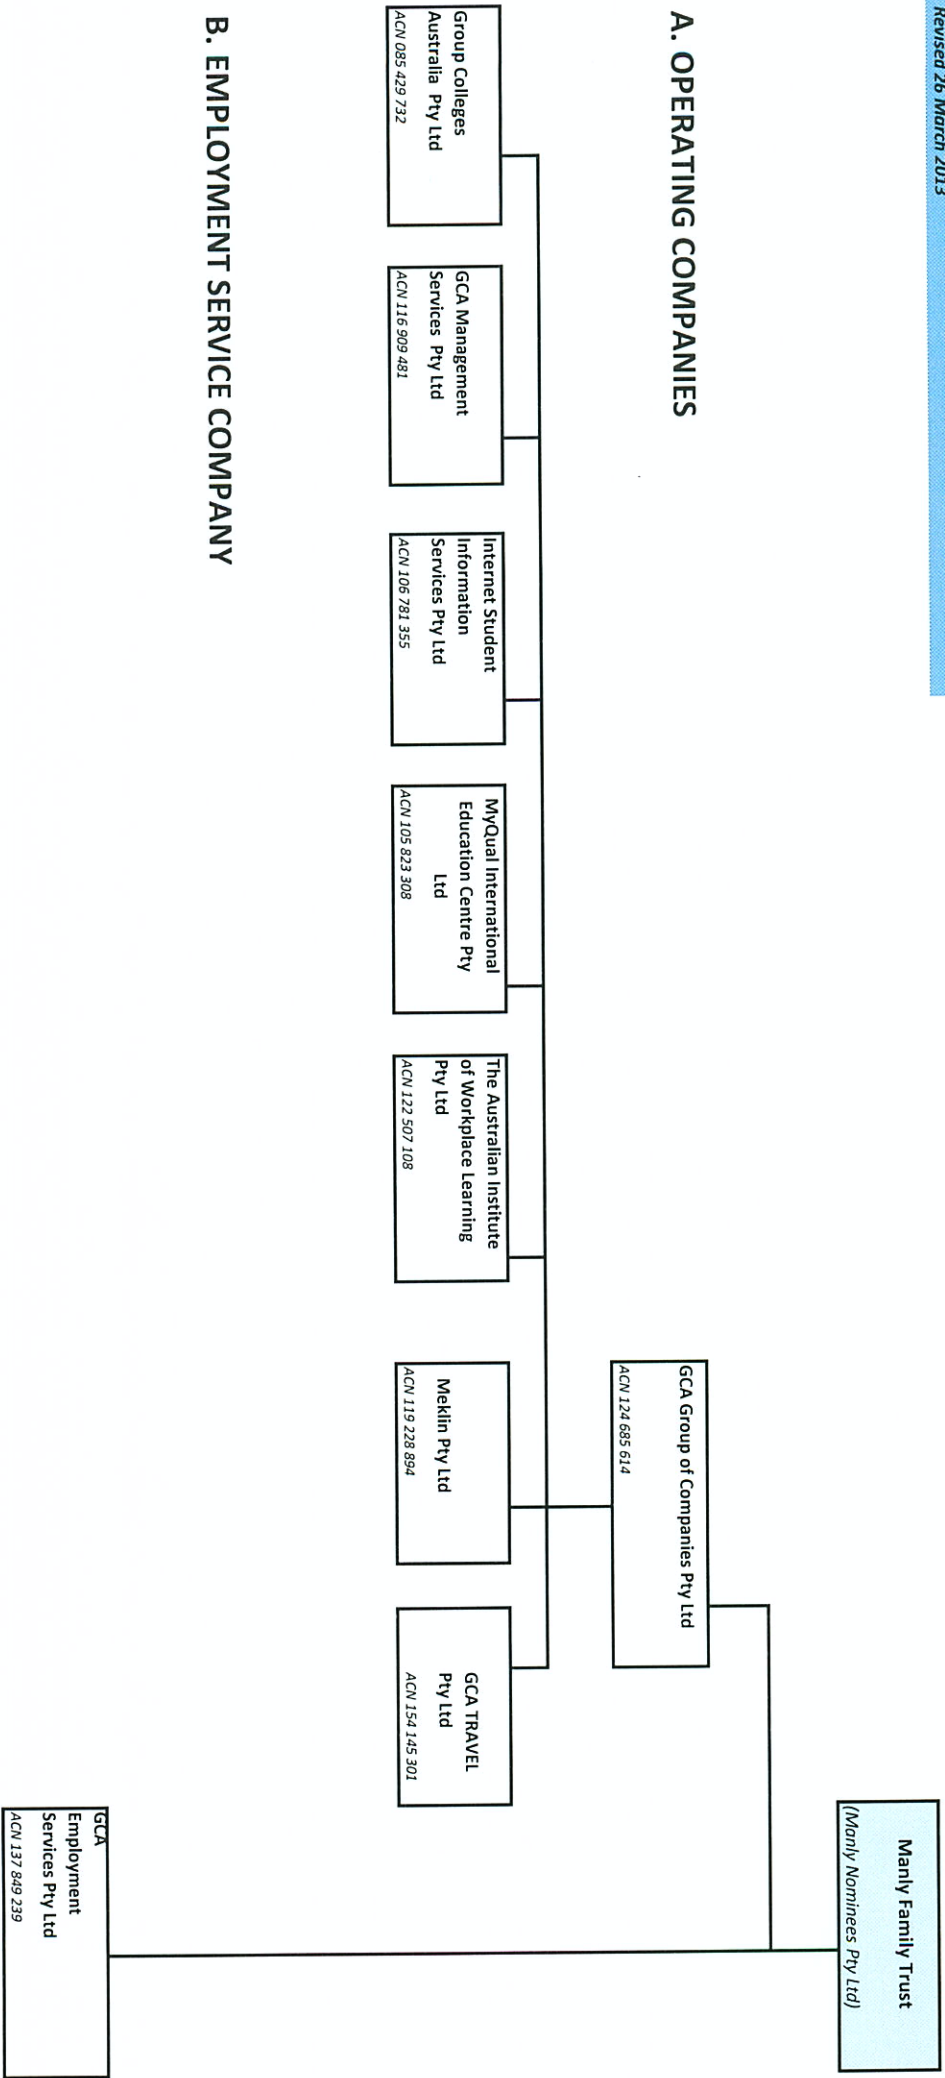 Revised 26 March 2013
Manly Family Trust
(Manly Nominees Pty Ltd)
A. OPERATING COMPANIES
GCA Group of Companies Pty Ltd
ACN 124 685 614
Group Colleges
Australia Pty Ltd
ACN 085 429 732
GCA Management
Services Pty Ltd
ACN 116 909 481
Internet Student
Information
Services Pty Ltd
ACN 106 781 355
MyQual International
Education Centre Pty
Ltd
ACN 105 823 308
The Australian Institute
of Workplace Learning
Pty Ltd
ACN 122 507 108
Meklin Pty Ltd
ACN 119 228 894
GCA TRAVEL
Pty Ltd
ACN 154 145 301
B. EMPLOYMENT SERVICE COMPANY
GCA
Employment
Services Pty Ltd
ACN 137 849 239